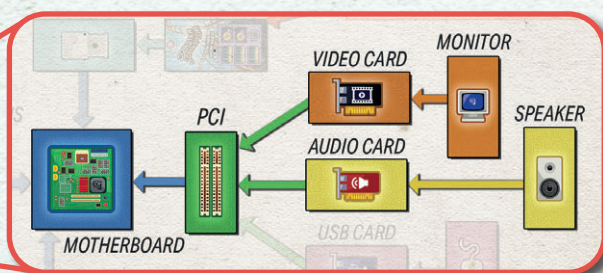 MONITOR
VIDEO CARD
PCI
SPEAKER
AUDIO CARD
USB CARD
MOTHERBOARD